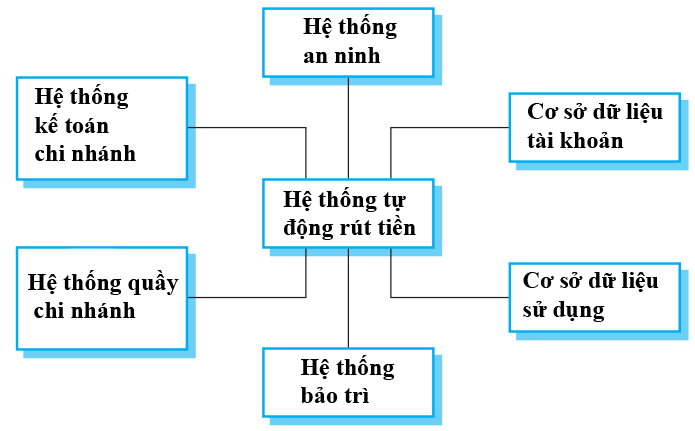 Hệ thống
an ninh
Hệ thống
kế toán
chi nhánh
Cơ sở dữ liệu
tài khoản
Hệ thống tự
động rút tiền
Hệ thống quầy
chi nhánh
Cơ sở dữ liệu
sử dụng
Hệ thống
bảo trì